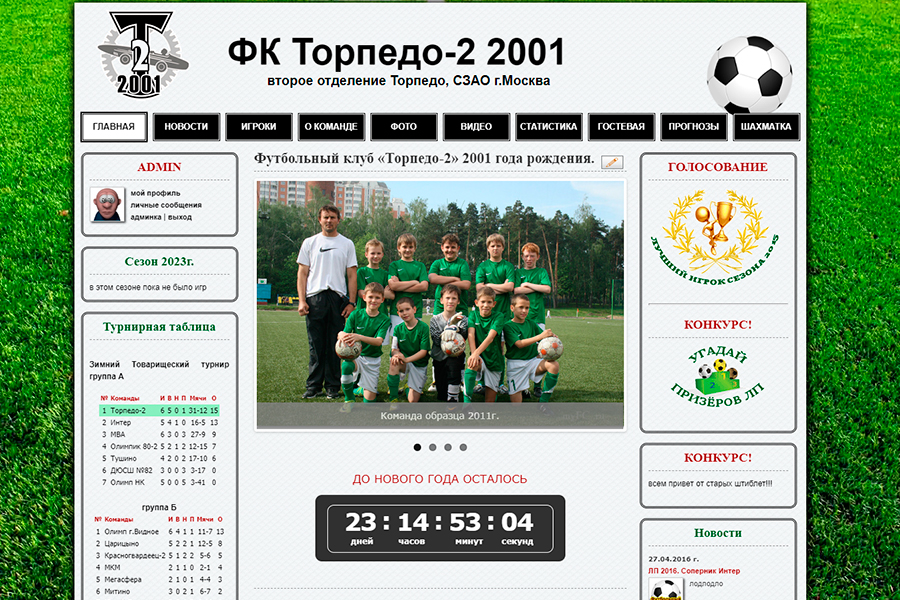 Т
2
2001
ФК Торпедо-2 2001
второе отделение Торпедо, СЗАО г.Москва
ГЛАВНАЯ НОВОСТИ ИГРОКИ О КОМАНДЕ ФОТО ВИДЕО СТАТИСТИКА ГОСТЕВАЯ ПРОГНОЗЫ ШАХМАТКА
ADMIN
мой профиль
личные сообщения
админка | выход
Сезон 2023г.
в этом сезоне пока не было игр
Турнирная таблица
Зимний Товарищеский турнир
группа А
№ Команды И В Н П Мячи О
1 Торпедо-2 6 5 0 1 31-12 15
2 Интер 5 4 1 0 16-5 13
3 МВА 6 3 0 3 27-9 9
4 Олимпик 80-2 5 2 1 2 12-15 7
5 Тушино 4 2 0 2 17-10 6
6 ДЮСШ №82 3 0 0 3 3-17 0
7 Олимп НК 5 0 0 5 3-41 0
группа Б
№ Команды И В Н П Мячи О
1 Олимп г.Видное 6 4 1 1 11-7 13
2 Царицыно 5 2 2 1 12-5 8
3 Красногвардеец-2 5 1 2 2 5-6 5
4 МКМ 2 1 1 0 2-1 4
5 Мегасфера 2 1 0 1 4-4 3
6 Митино 3 0 2 1 6-7 2
Футбольный клуб «Торпедо-2» 2001 года рождения.
Команда образца 2011г.
ДО НОВОГО ГОДА ОСТАЛОСЬ
23 : 14 : 53 : 04
дней часов минут секунд
ГОЛОСОВАНИЕ
ЛУЧШИЙ ИГРОК СЕЗОНА 2015
КОНКУРС!
УГАДАЙ
ПРИЗЁРОВ ЛП
КОНКУРС!
всем привет от старых штиблет!!!
Новости
27.04.2016 г.
ЛП 2016. Соперник Интер
подлодпо